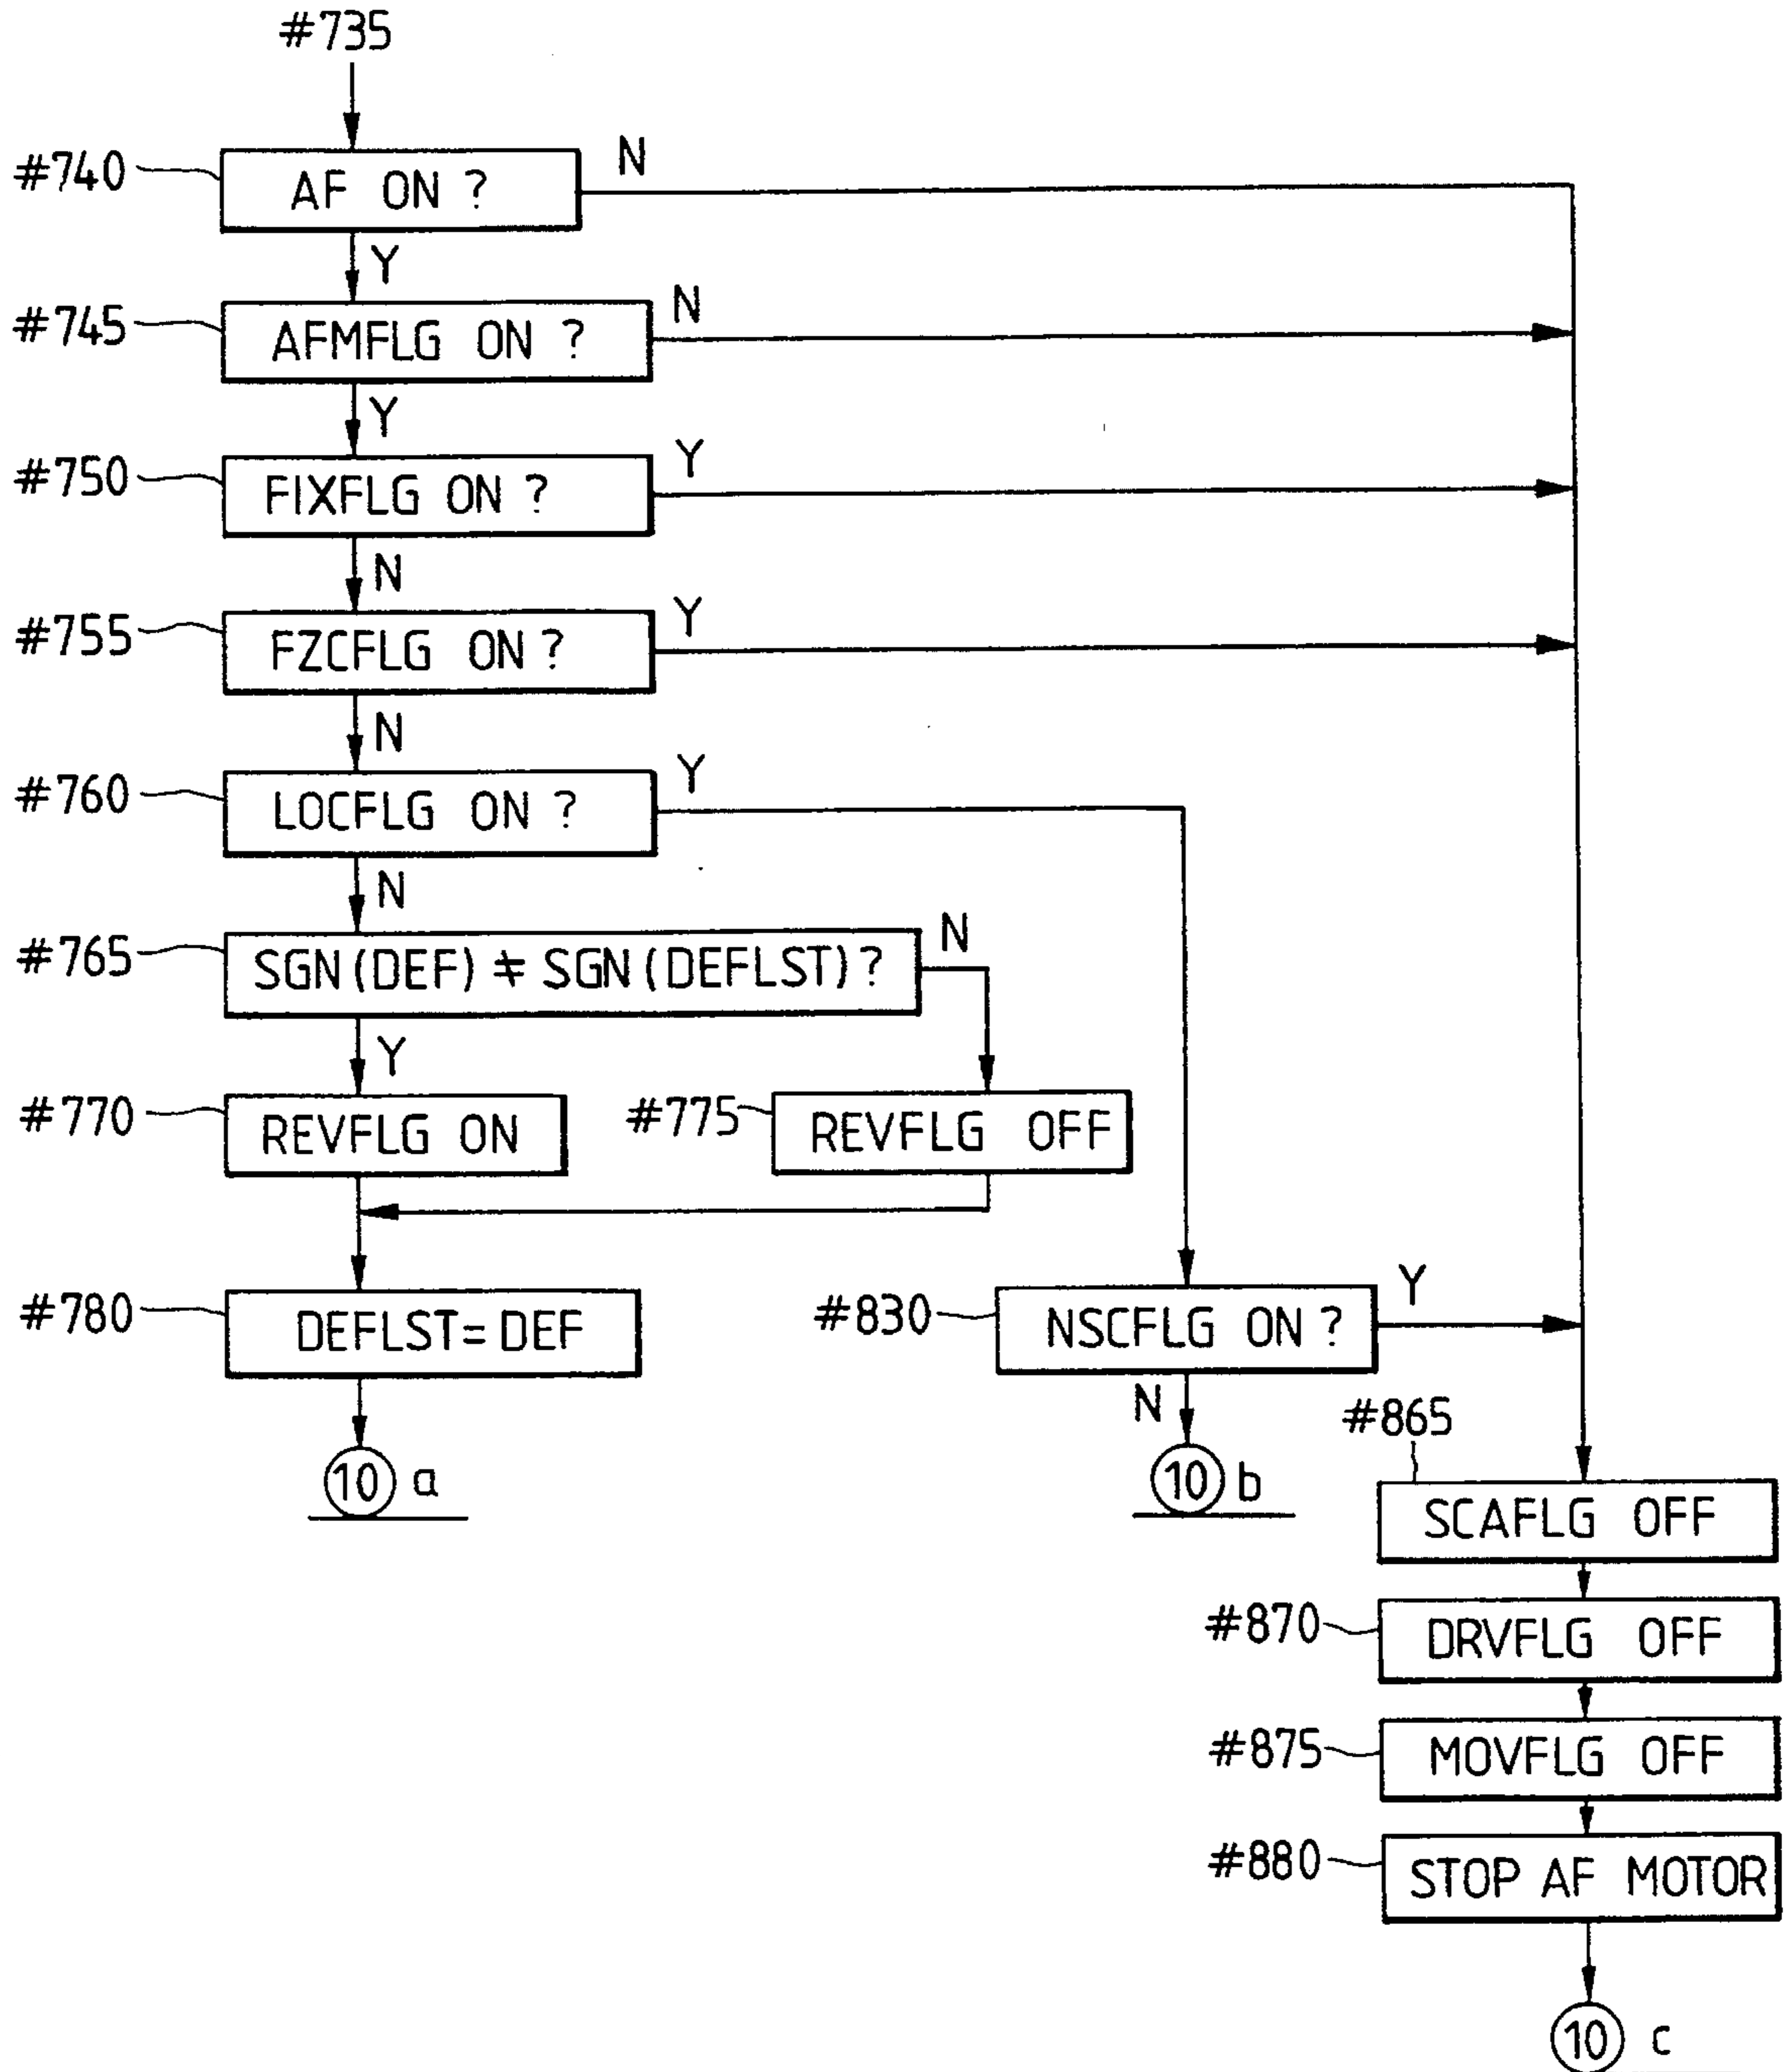 #735
#740 AF ON ? N
Y
#745 AFMFLG ON ? N
Y
#750 FIXFLG ON ? Y
N
#755 FZCFLG ON ? Y
N
#760 LOCFLG ON ? Y
N
#765 SGN(DEF) ≠ SGN(DEFLST) ? N
Y
#770 REVFLG ON #775 REVFLG OFF
#780 DEFLST = DEF #830 NSCFLG ON ? Y
N
10 a 10 b
#865
SCAFLG OFF
#870 DRVFLG OFF
#875 MOVFLG OFF
#880 STOP AF MOTOR
10 c